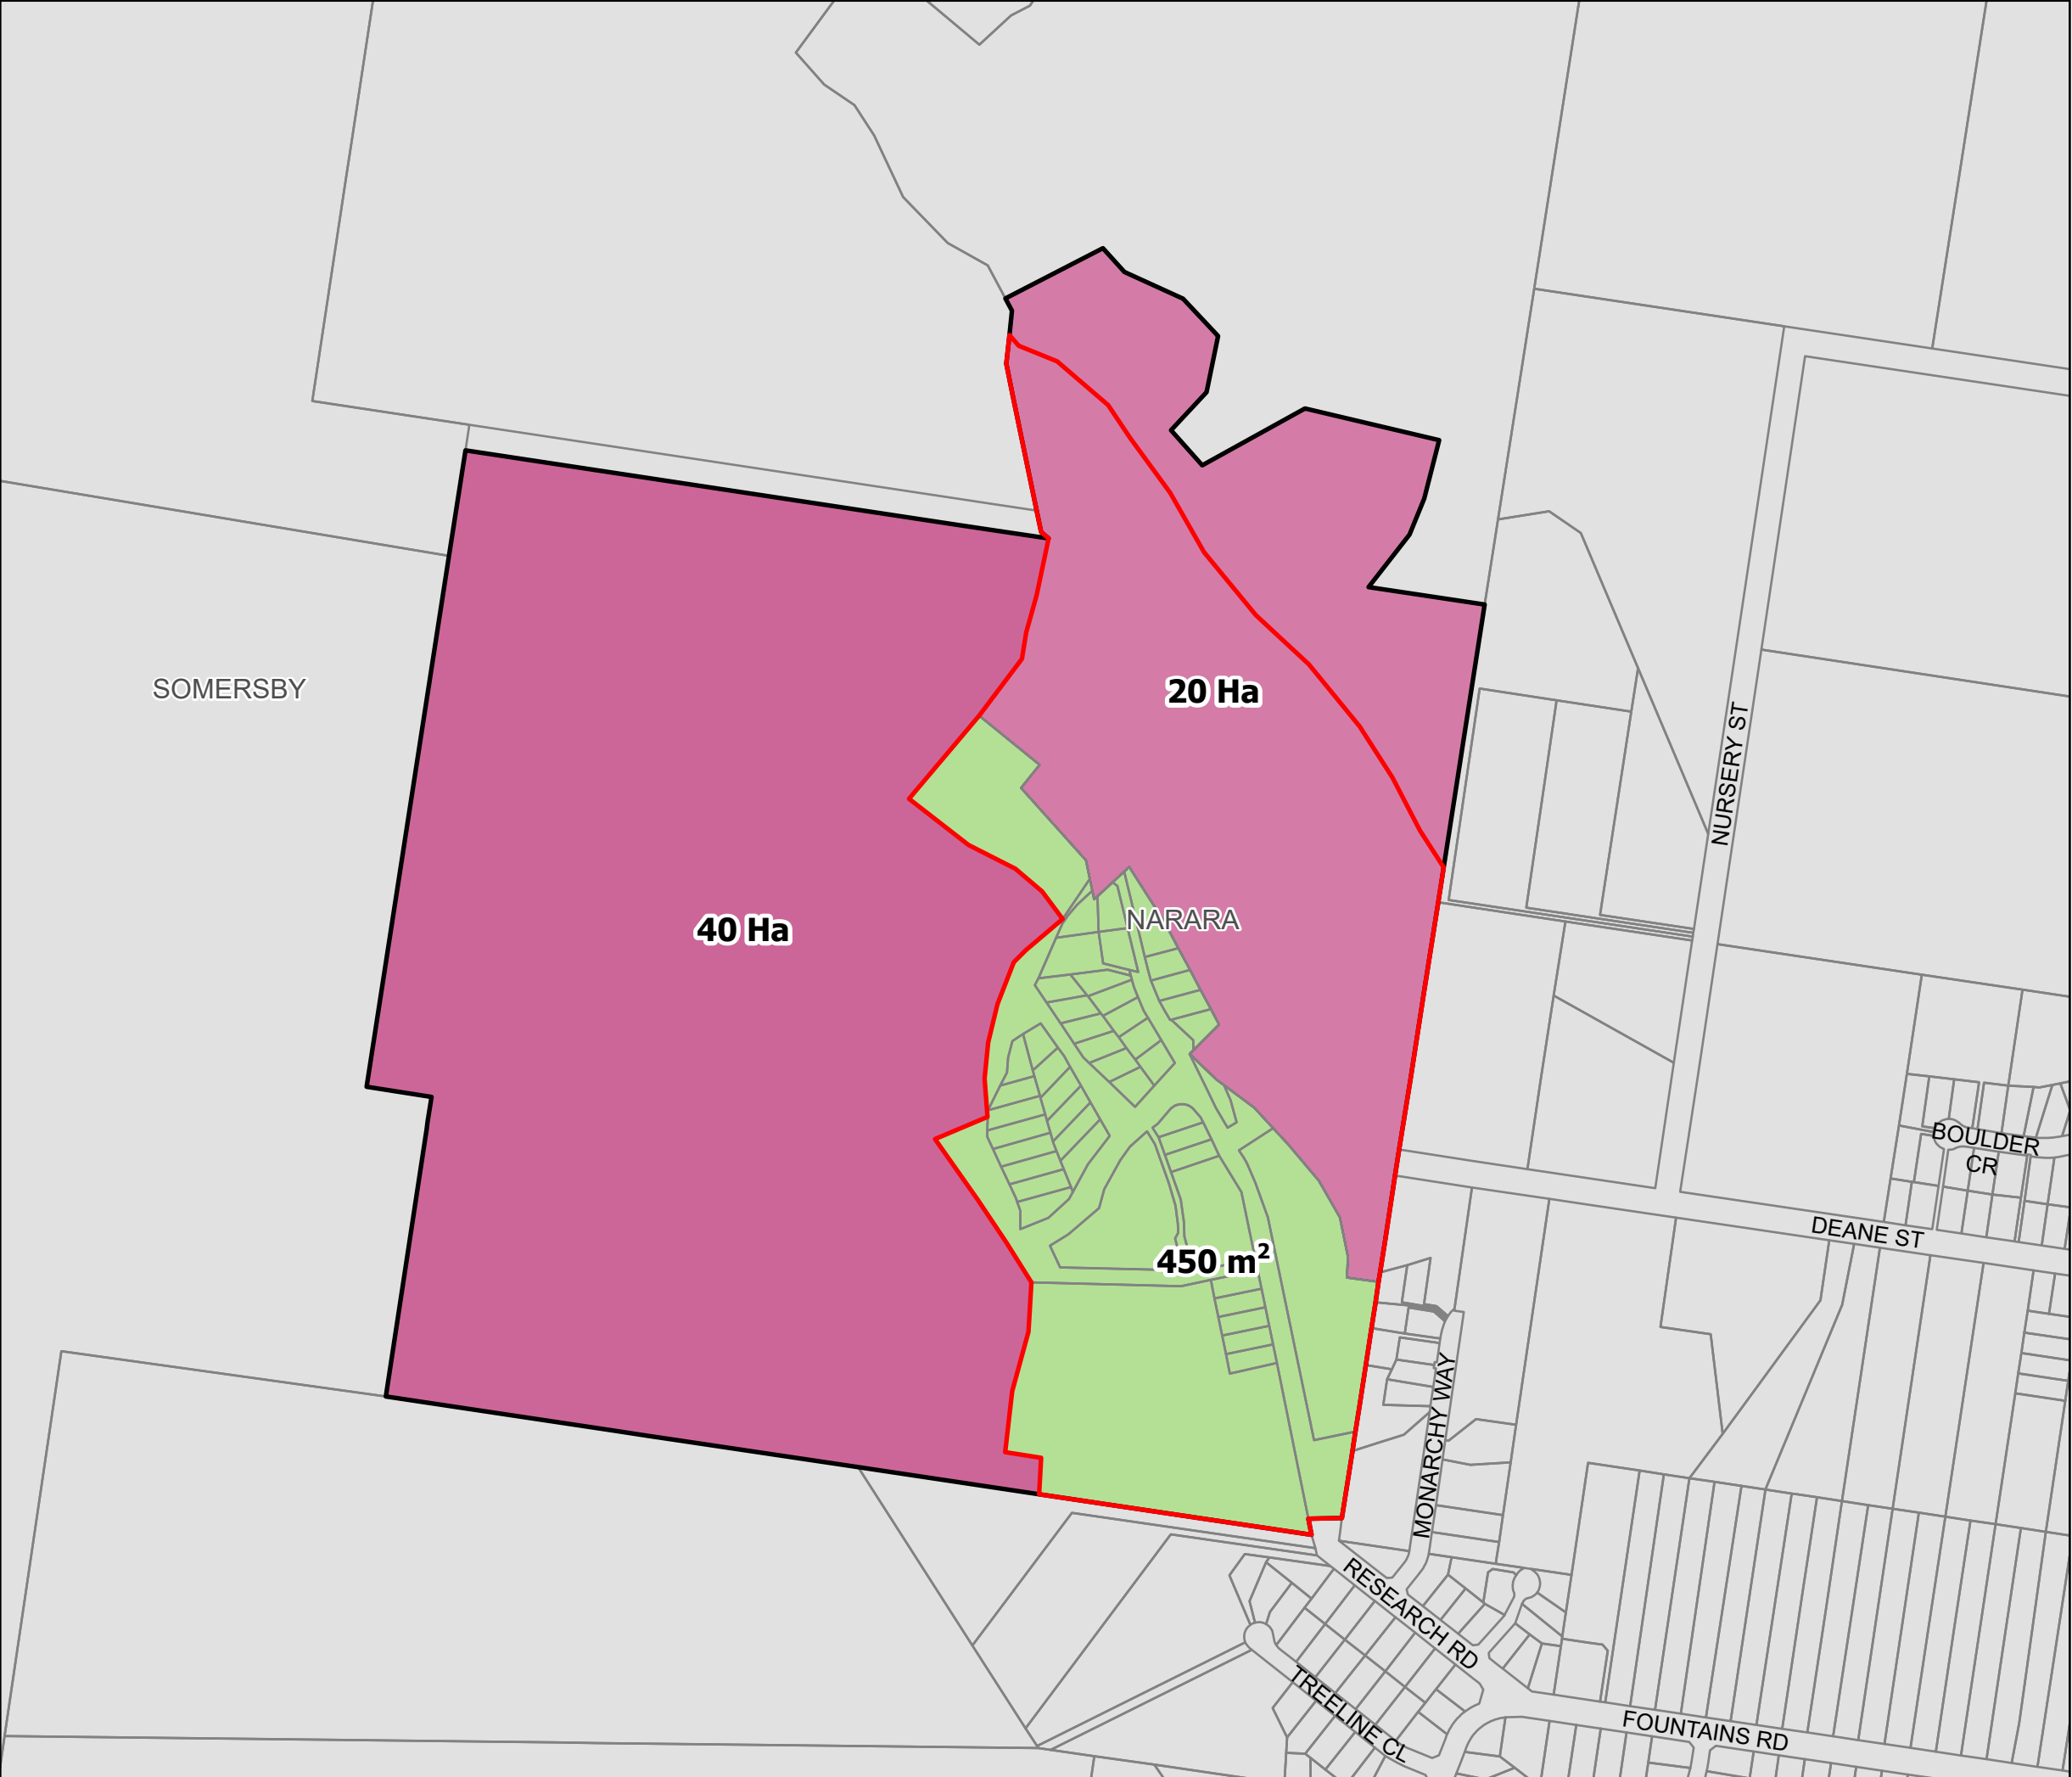 SOMERSBY
20 Ha
NURSERY ST
40 Ha
NARARA
BOULDER
CR
DEANE ST
450 m²
MONARCHY WAY
RESEARCH RD
TREELINE CL
FOUNTAINS RD